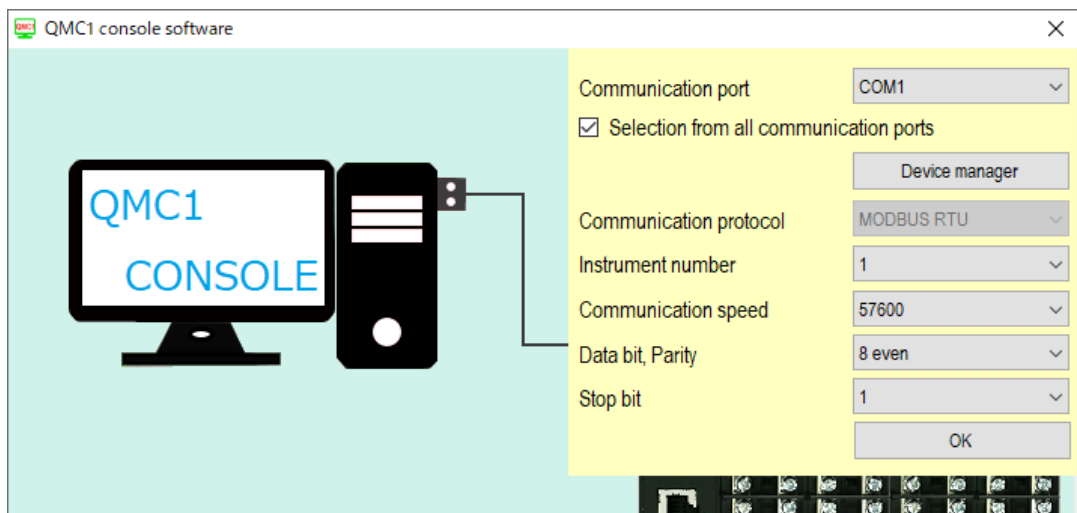 QMC1 QMC1 console software
QMC1
CONSOLE
Communication port COM1
Selection from all communication ports
Device manager
Communication protocol MODBUS RTU
Instrument number 1
Communication speed 57600
Data bit, Parity 8 even
Stop bit 1
OK